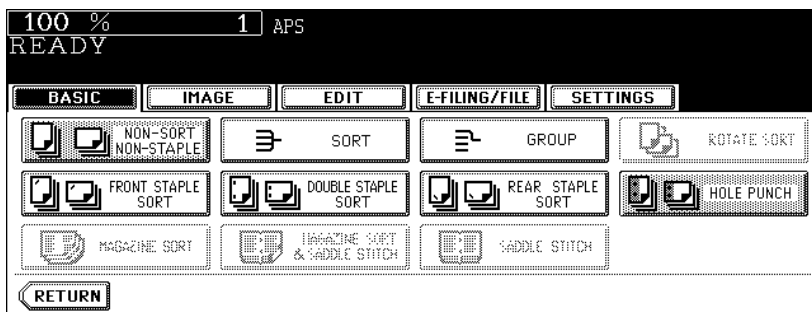 100 % 1 APS
READY
BASIC IMAGE EDIT E-FILING/FILE SETTINGS
NON-SORT
NON-STAPLE
SORT
GROUP
ROTATE SORT
FRONT STAPLE
SORT
DOUBLE STAPLE
SORT
REAR STAPLE
SORT
HOLE PUNCH
MAGAZINE SORT
MAGAZINE SORT
& SADDLE STITCH
SADDLE STITCH
RETURN